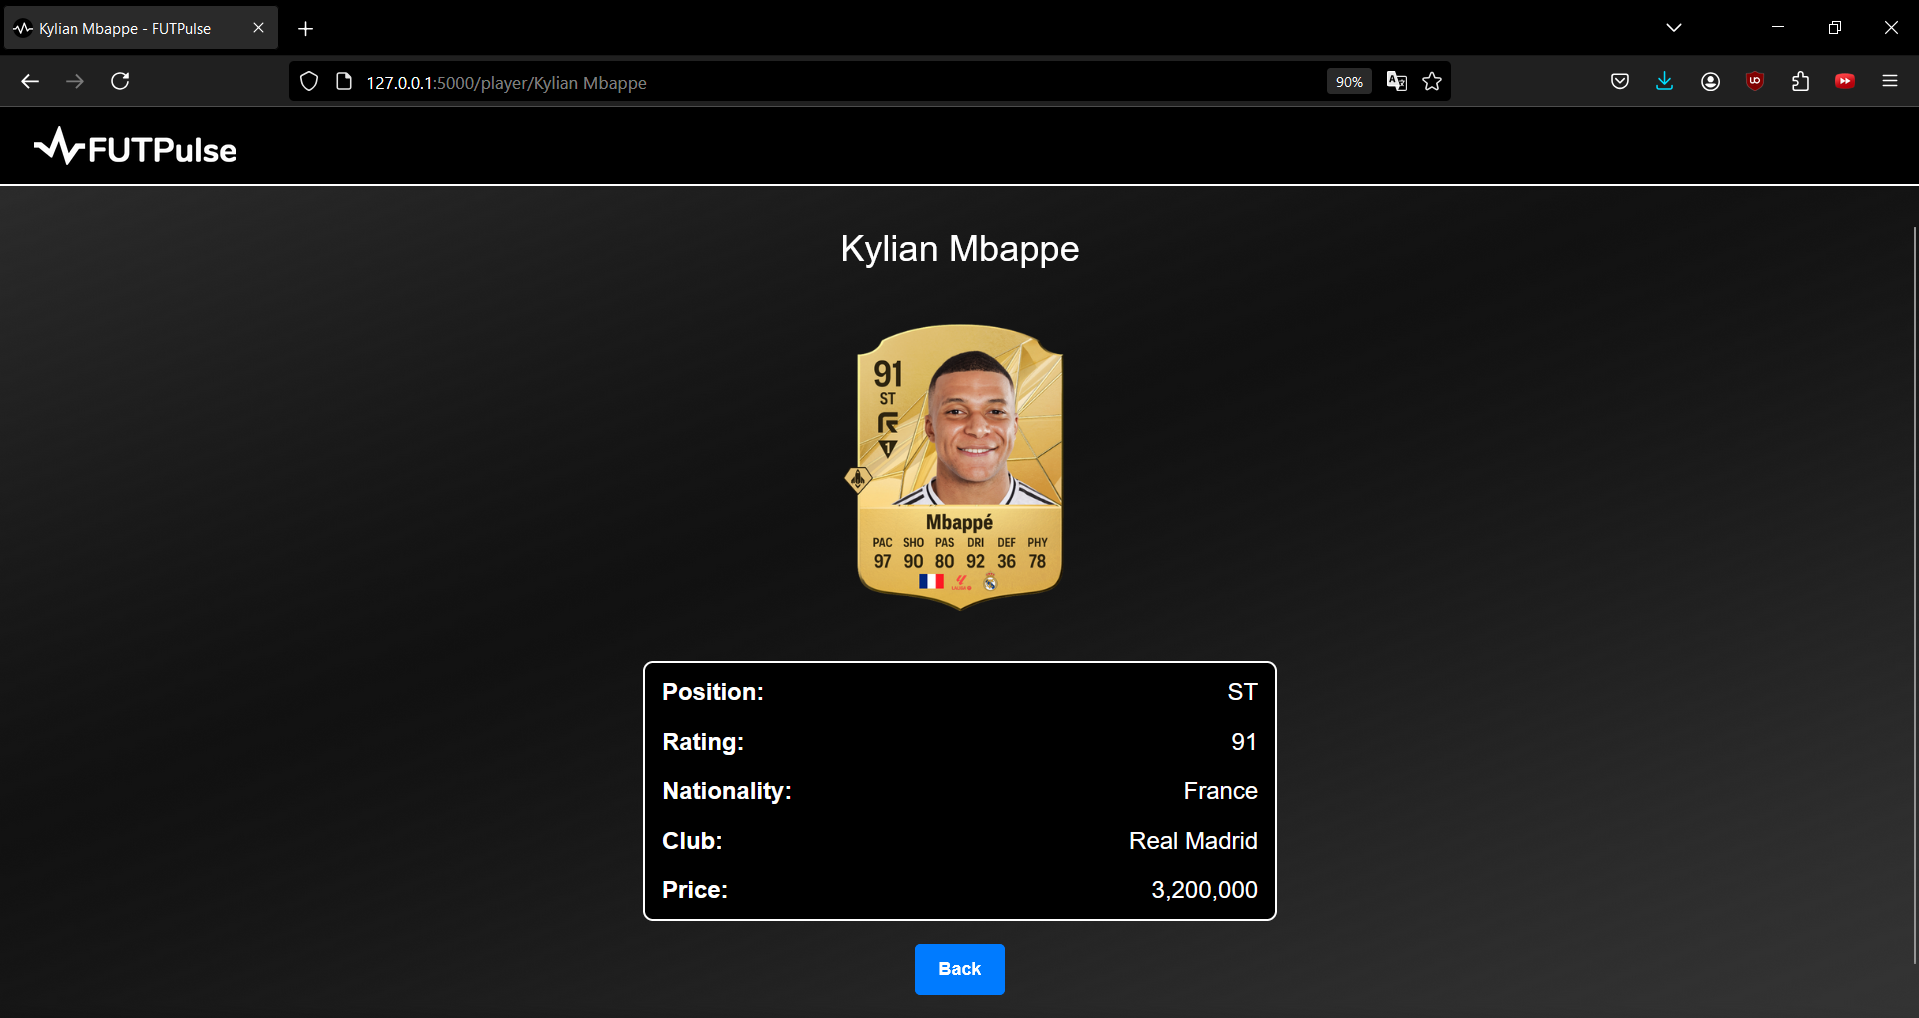 Kylian Mbappe - FUTPulse
127.0.0.1:5000/player/Kylian Mbappe
90%
FUTPulse
Kylian Mbappe
91
ST
1
Mbappé
PAC SHO PAS DRI DEF PHY
97 90 80 92 36 78
Position: ST
Rating: 91
Nationality: France
Club: Real Madrid
Price: 3,200,000
Back